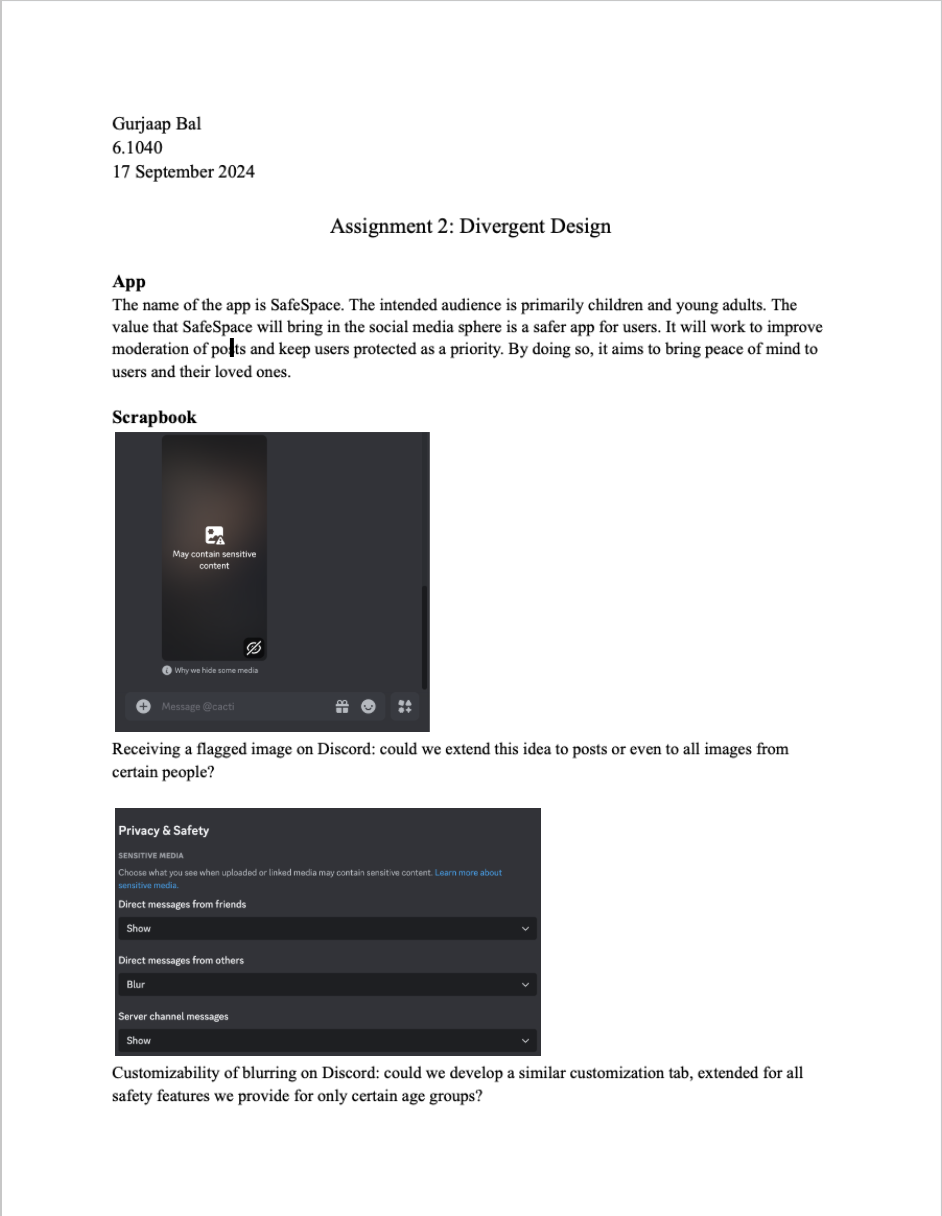 Gurjaap Bal
6.1040
17 September 2024
Assignment 2: Divergent Design
App
The name of the app is SafeSpace. The intended audience is primarily children and young adults. The
value that SafeSpace will bring in the social media sphere is a safer app for users. It will work to improve
moderation of posts and keep users protected as a priority. By doing so, it aims to bring peace of mind to
users and their loved ones.
Scrapbook
May contain sensitive
content
Why we hide some media
Message @cacti
Receiving a flagged image on Discord: could we extend this idea to posts or even to all images from
certain people?
Privacy & Safety
SENSITIVE MEDIA
Choose what you see when uploaded or linked media may contain sensitive content. Learn more about
sensitive media.
Direct messages from friends
Show
Direct messages from others
Blur
Server channel messages
Show
Customizability of blurring on Discord: could we develop a similar customization tab, extended for all
safety features we provide for only certain age groups?